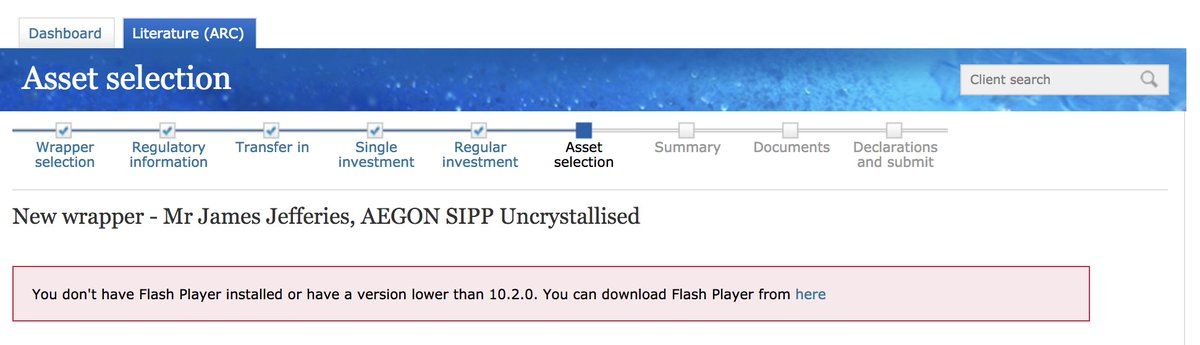 Dashboard
Literature (ARC)
Asset selection
Client search
Wrapper
selection
Regulatory
information
Transfer in
Single
investment
Regular
investment
Asset
selection
Summary
Documents
Declarations
and submit
New wrapper - Mr James Jefferies, AEGON SIPP Uncrystallised
You don't have Flash Player installed or have a version lower than 10.2.0. You can download Flash Player from here